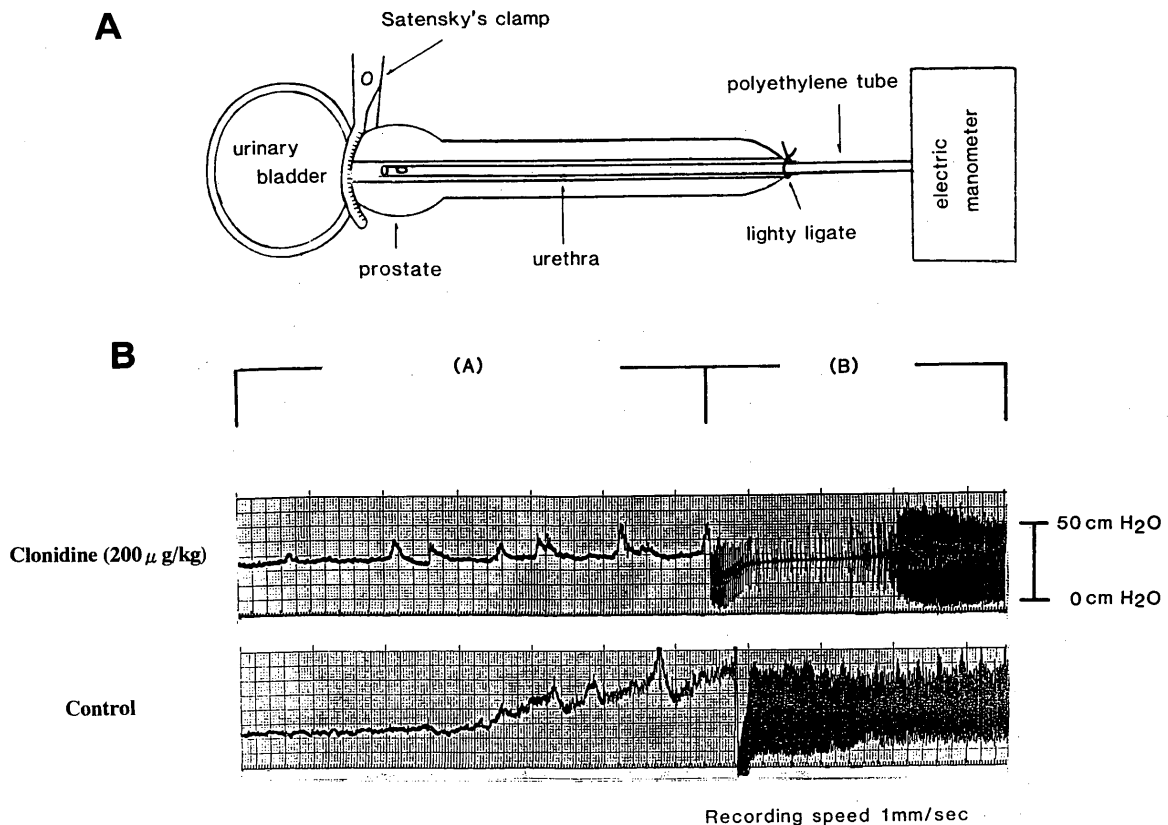 A
Satensky's clamp
polyethylene tube
urinary
bladder
electric
manometer
prostate
urethra
lighty ligate
B
(A)
(B)
Clonidine (200 μ g/kg)
50 cm H2O
0 cm H2O
Control
Recording speed 1mm/sec